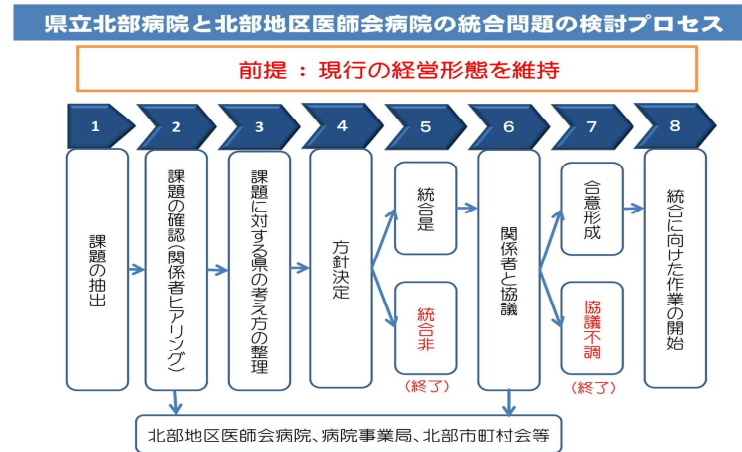 県立北部病院と北部地区医師会病院の統合問題の検討プロセス
前提：現行の経営形態を維持
1
2
3
4
5
6
7
8
課題の抽出
課題の確認(関係者ヒアリング)
課題に対する県の考え方の整理
方針決定
統合是
統合非
(終了)
関係者と協議
合意形成
協議不調
(終了)
統合に向けた作業の開始
北部地区医師会病院、病院事業局、北部市町村会等